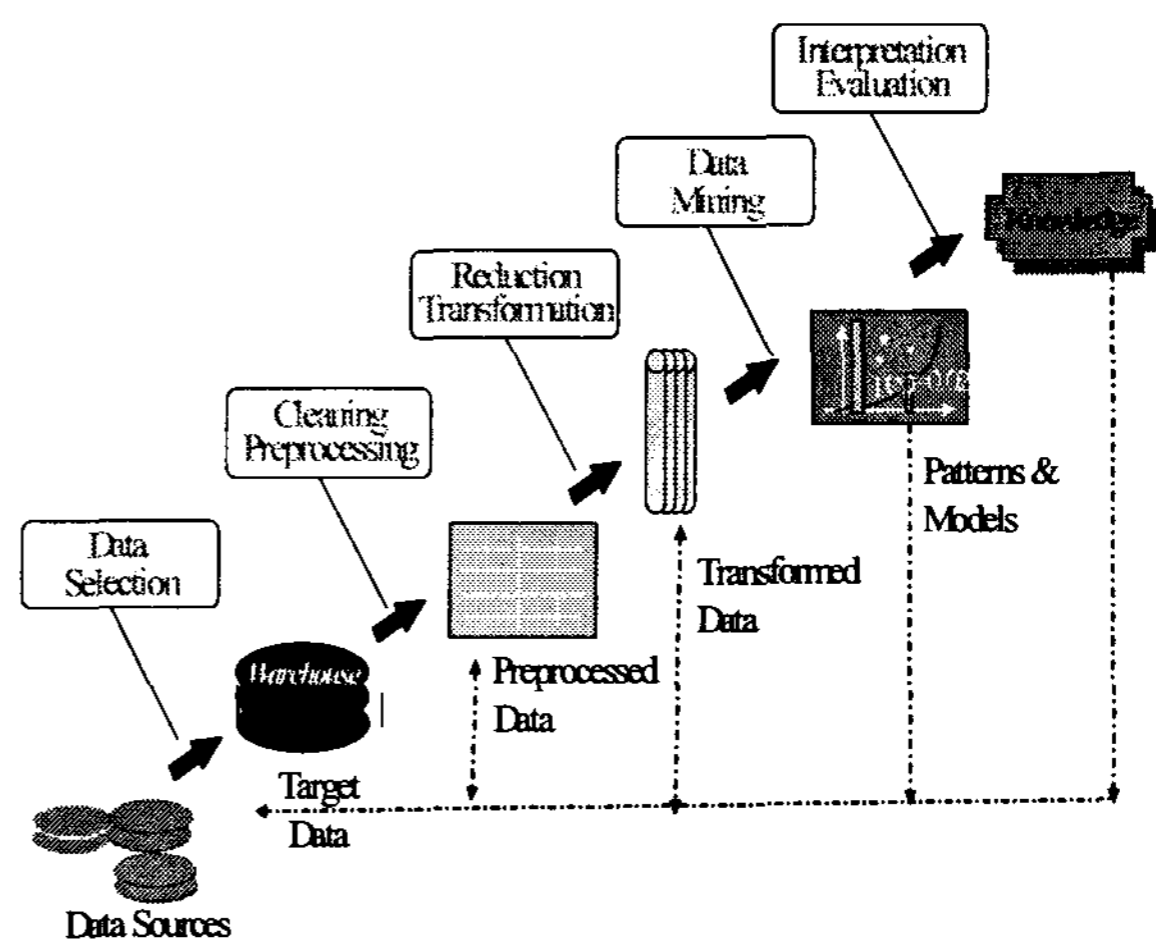 Interpretation
Evaluation
Data
Mining
Knowledge
Reduction
Transformation
Cleaning
Preprocessing
Patterns &
Models
Data
Selection
Transformed
Data
Warehouse
Preprocessed
Data
Target
Data
Data Sources